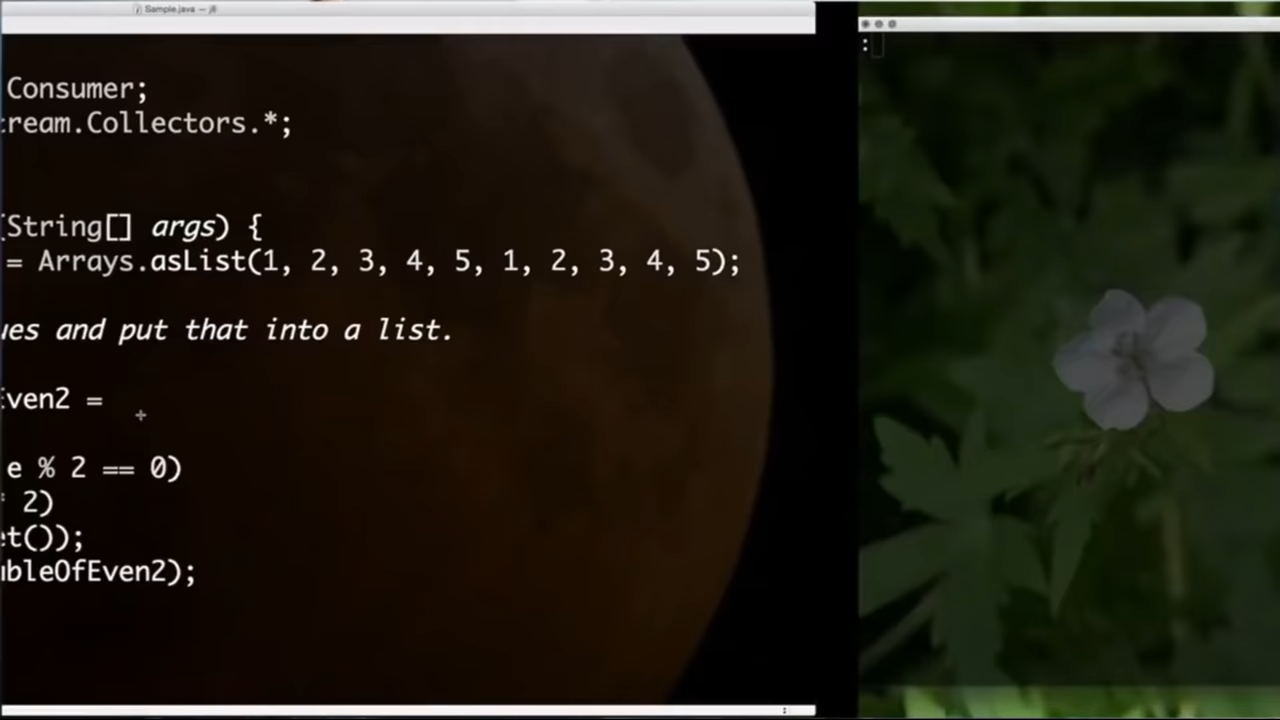 Sample.java
Consumer;
ream.Collectors.*;
(String[] args) {
= Arrays.asList(1, 2, 3, 4, 5, 1, 2, 3, 4, 5);
ues and put that into a list.
Even2 =
e % 2 == 0)
2)
et());
ubleOfEven2);
: